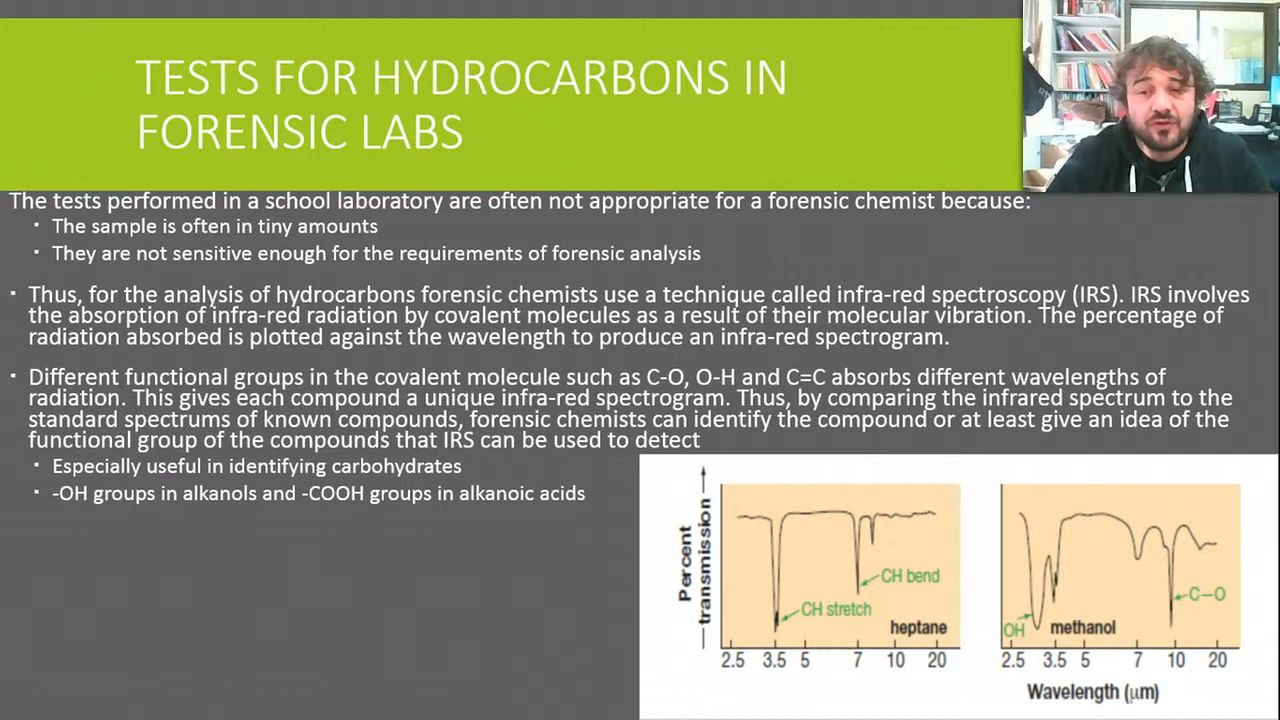 TESTS FOR HYDROCARBONS IN
FORENSIC LABS
The tests performed in a school laboratory are often not appropriate for a forensic chemist because:
▪ The sample is often in tiny amounts
▪ They are not sensitive enough for the requirements of forensic analysis
▪ Thus, for the analysis of hydrocarbons forensic chemists use a technique called infra-red spectroscopy (IRS). IRS involves
the absorption of infra-red radiation by covalent molecules as a result of their molecular vibration. The percentage of
radiation absorbed is plotted against the wavelength to produce an infra-red spectrogram.
▪ Different functional groups in the covalent molecule such as C-O, O-H and C=C absorbs different wavelengths of
radiation. This gives each compound a unique infra-red spectrogram. Thus, by comparing the infrared spectrum to the
standard spectrums of known compounds, forensic chemists can identify the compound or at least give an idea of the
functional group of the compounds that IRS can be used to detect
▪ Especially useful in identifying carbohydrates
▪ -OH groups in alkanols and -COOH groups in alkanoic acids
Percent
transmission
CH bend
CH stretch
heptane
2.5 3.5 5 7 10 20
C–O
OH
methanol
2.5 3.5 5 7 10 20
Wavelength (μm)